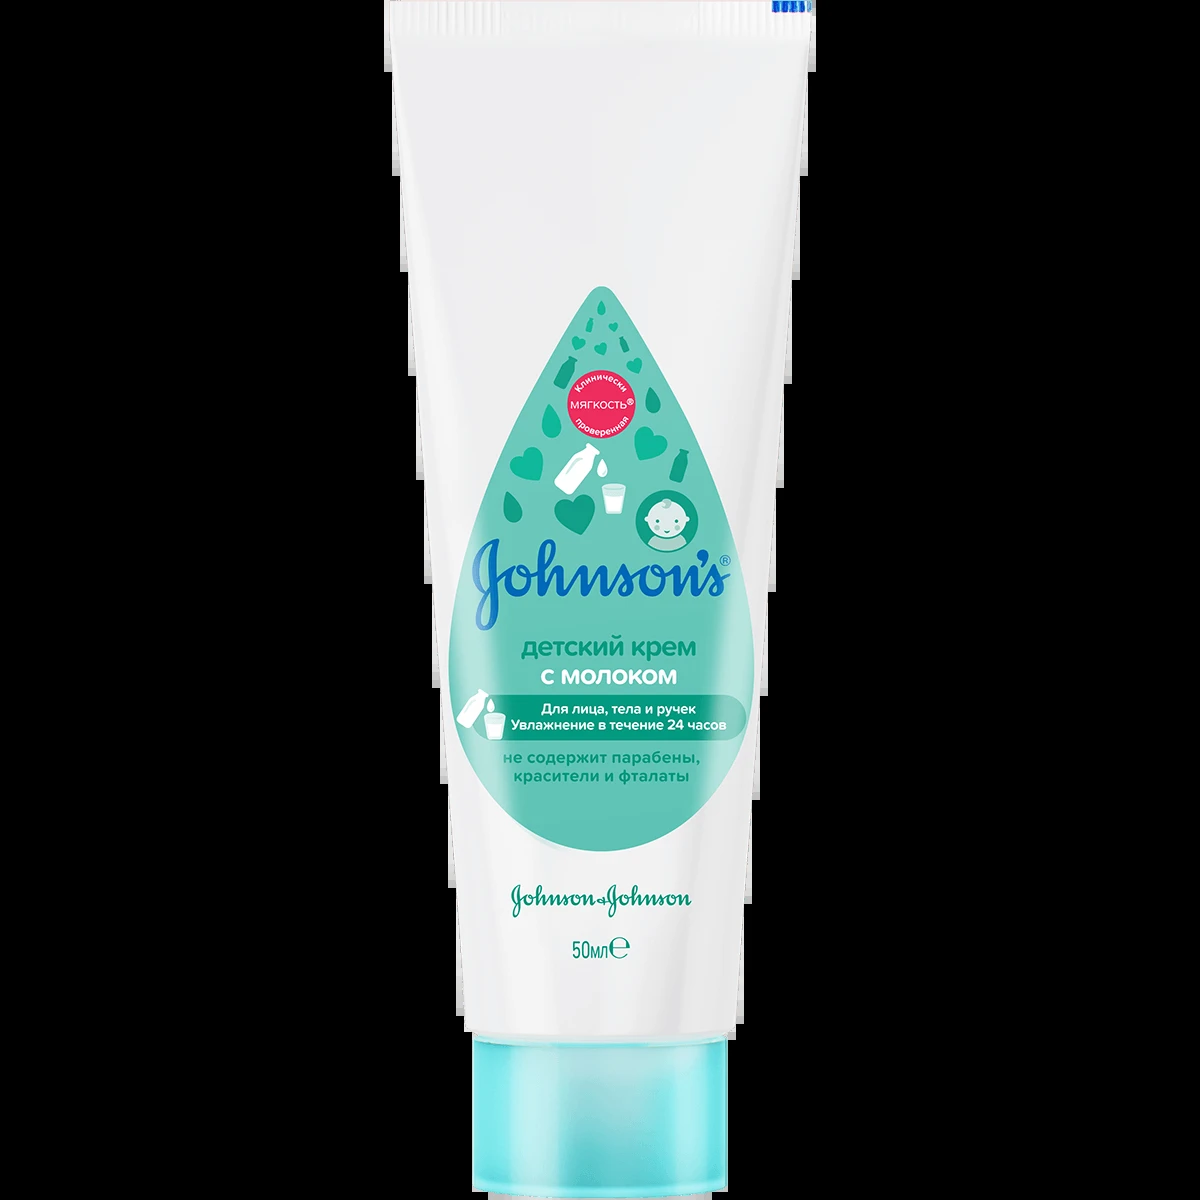 Клинически
МЯГКОСТЬ®
проверенная
Johnson's®
детский крем
с молоком
Для лица, тела и ручек
Увлажнение в течение 24 часов
не содержит парабены,
красители и фталаты
Johnson & Johnson
50мл℮